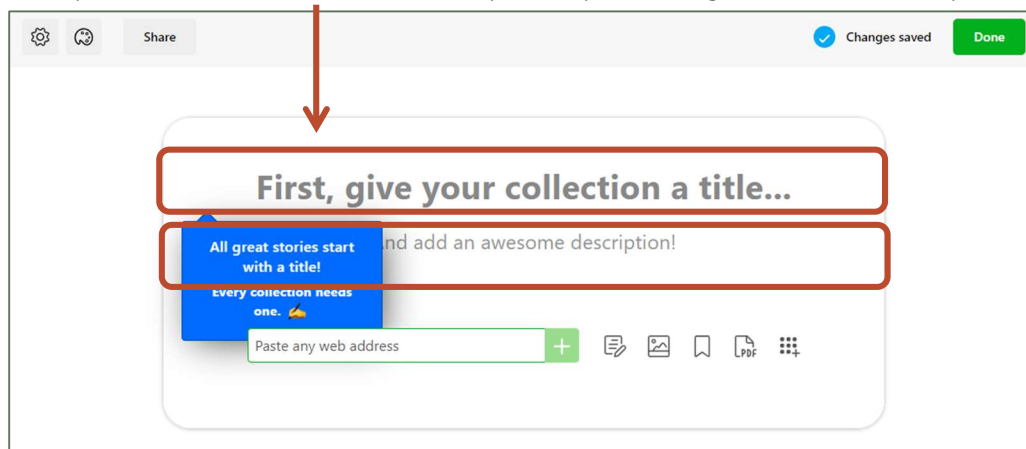 Share
Changes saved
Done
First, give your collection a title...
nd add an awesome description!
All great stories start
with a title!
Every collection needs
one. ✍
Paste any web address
PDF